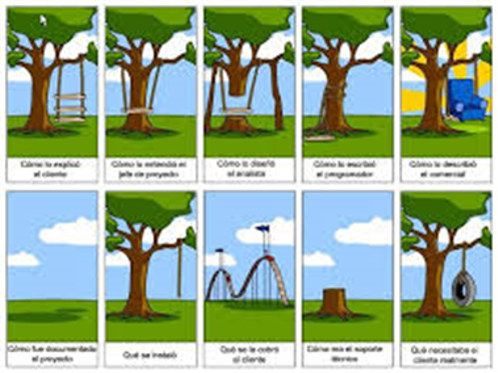 Cómo lo explicó
el cliente
Cómo lo entendió el
jefe de proyecto
Cómo lo diseñó
el analista
Cómo lo escribió
el programador
Cómo lo describió
el comercial
Cómo fue documentado
el proyecto
Qué se instaló
Qué se le cobró
al cliente
Cómo era el soporte
técnico
Qué necesitaba el
cliente realmente